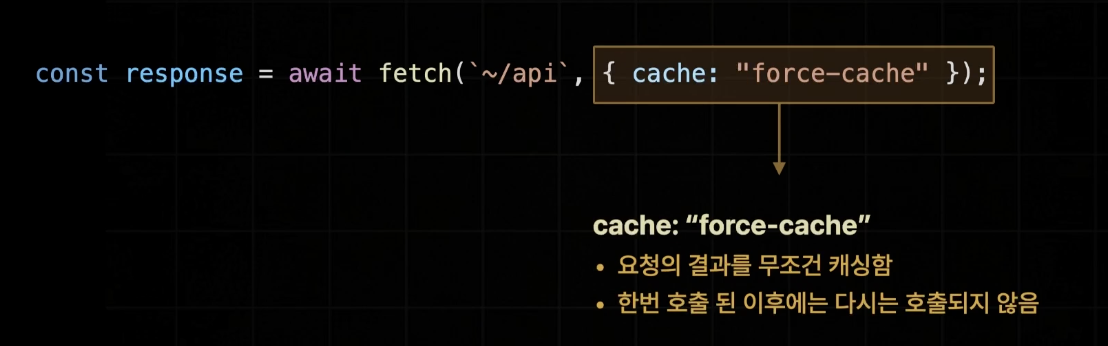 const response = await fetch(`~/api`, { cache: "force-cache" });
cache: “force-cache”
• 요청의 결과를 무조건 캐싱함
• 한번 호출 된 이후에는 다시는 호출되지 않음